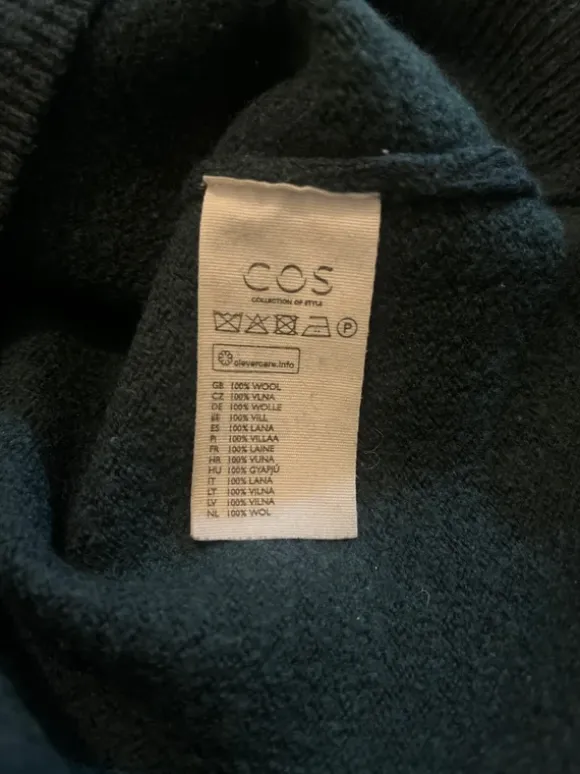 COS
COLLECTION OF STYLE
P
clevercare.info
GB 100% WOOL
CZ 100% VLNA
DE 100% WOLLE
EE 100% VILL
ES 100% LANA
FI 100% VILLAA
FR 100% LAINE
HR 100% VUNA
HU 100% GYAPJÚ
IT 100% LANA
LT 100% VILNA
LV 100% VILNA
NL 100% WOL